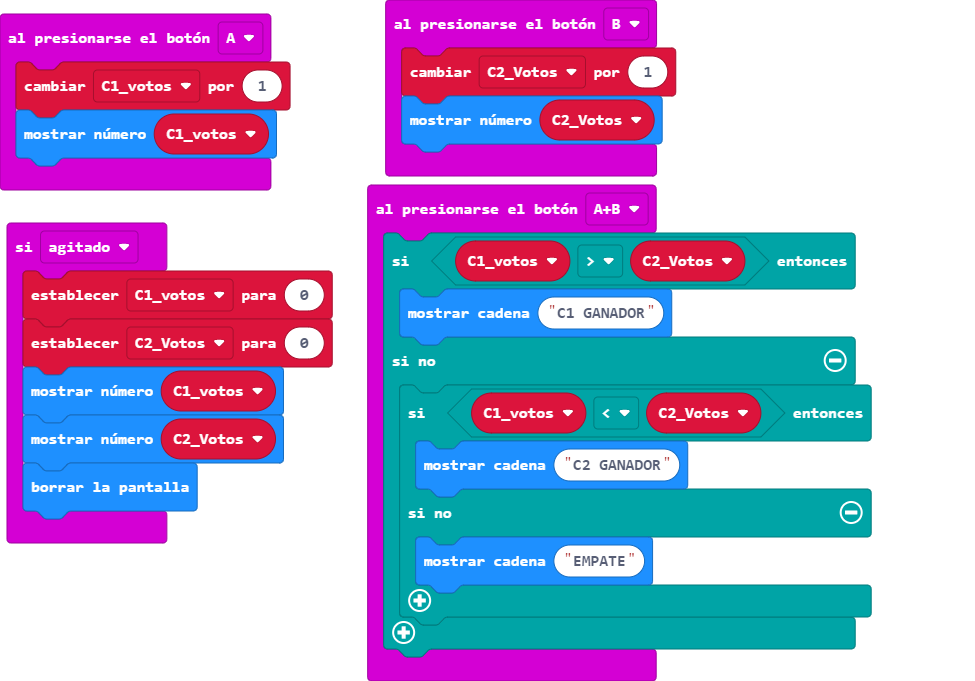 al presionarse el botón A
cambiar C1_votos por 1
mostrar número C1_votos
al presionarse el botón B
cambiar C2_Votos por 1
mostrar número C2_Votos
si agitado
establecer C1_votos para 0
establecer C2_Votos para 0
mostrar número C1_votos
mostrar número C2_Votos
borrar la pantalla
al presionarse el botón A+B
si C1_votos > C2_Votos entonces
mostrar cadena "C1 GANADOR"
si no
si C1_votos < C2_Votos entonces
mostrar cadena "C2 GANADOR"
si no
mostrar cadena "EMPATE"